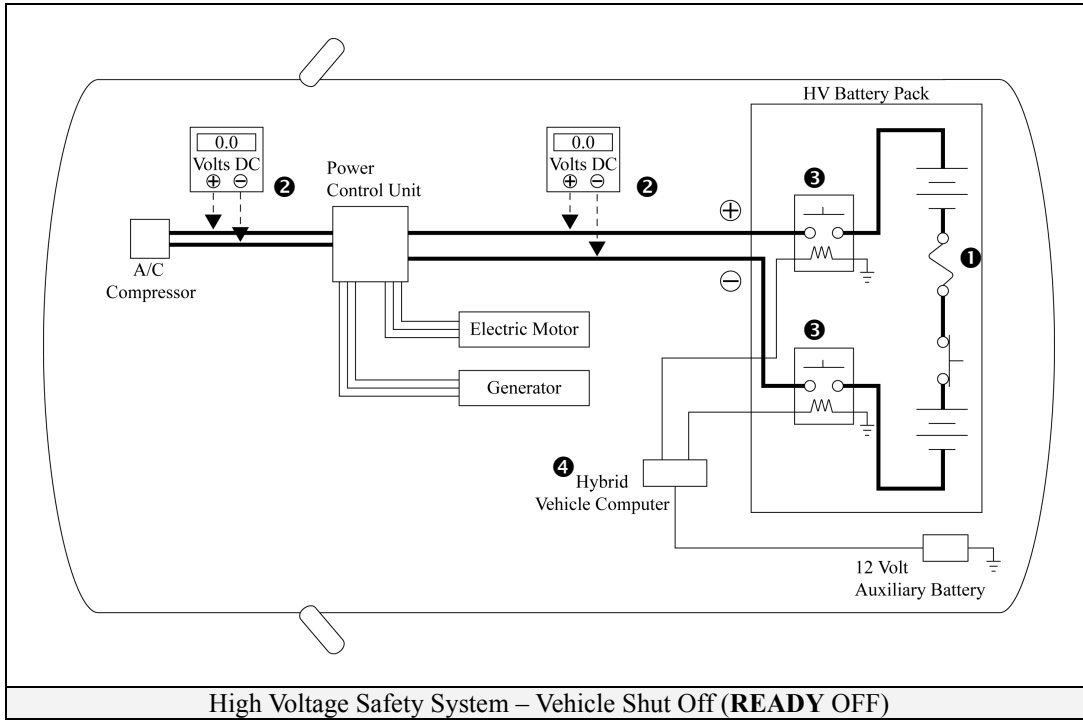 HV Battery Pack
0.0
Volts DC
⊕ ⊖
❷
0.0
Volts DC
⊕ ⊖
❷
Power
Control Unit
❸
⊕
❶
A/C
Compressor
⊖
Electric Motor
❸
Generator
❹
Hybrid
Vehicle Computer
12 Volt
Auxiliary Battery
High Voltage Safety System – Vehicle Shut Off (READY OFF)